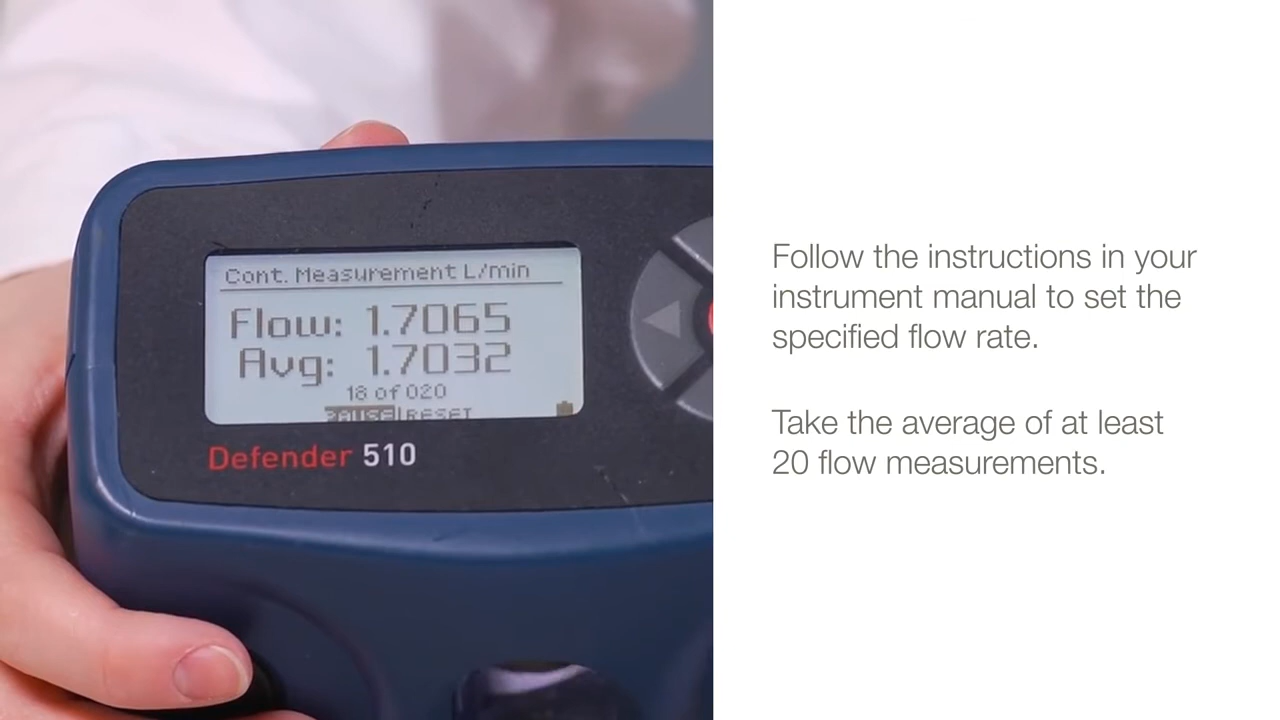 Cont. Measurement L/min
Flow: 1.7065
Avg: 1.7032
18 of 020
PAUSE|RESET
Defender 510
Follow the instructions in your
instrument manual to set the
specified flow rate.
Take the average of at least
20 flow measurements.